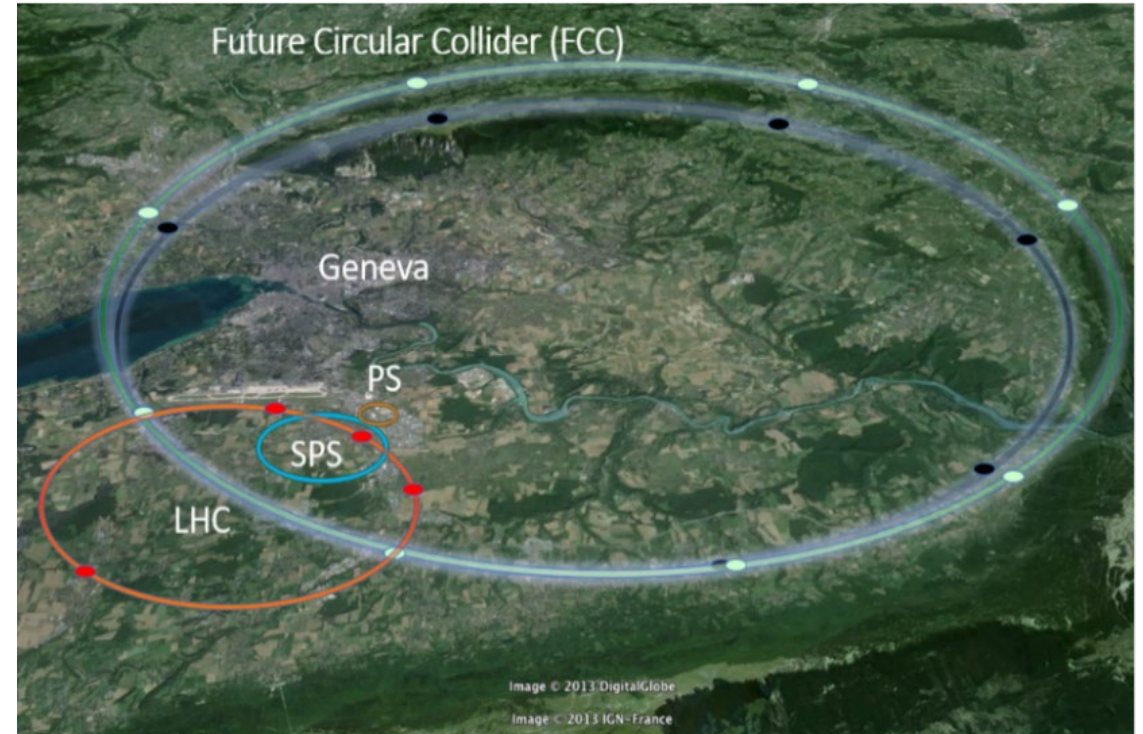 Future Circular Collider (FCC)
Geneva
PS
SPS
LHC
Image © 2013 DigitalGlobe
Image © 2013 IGN-France